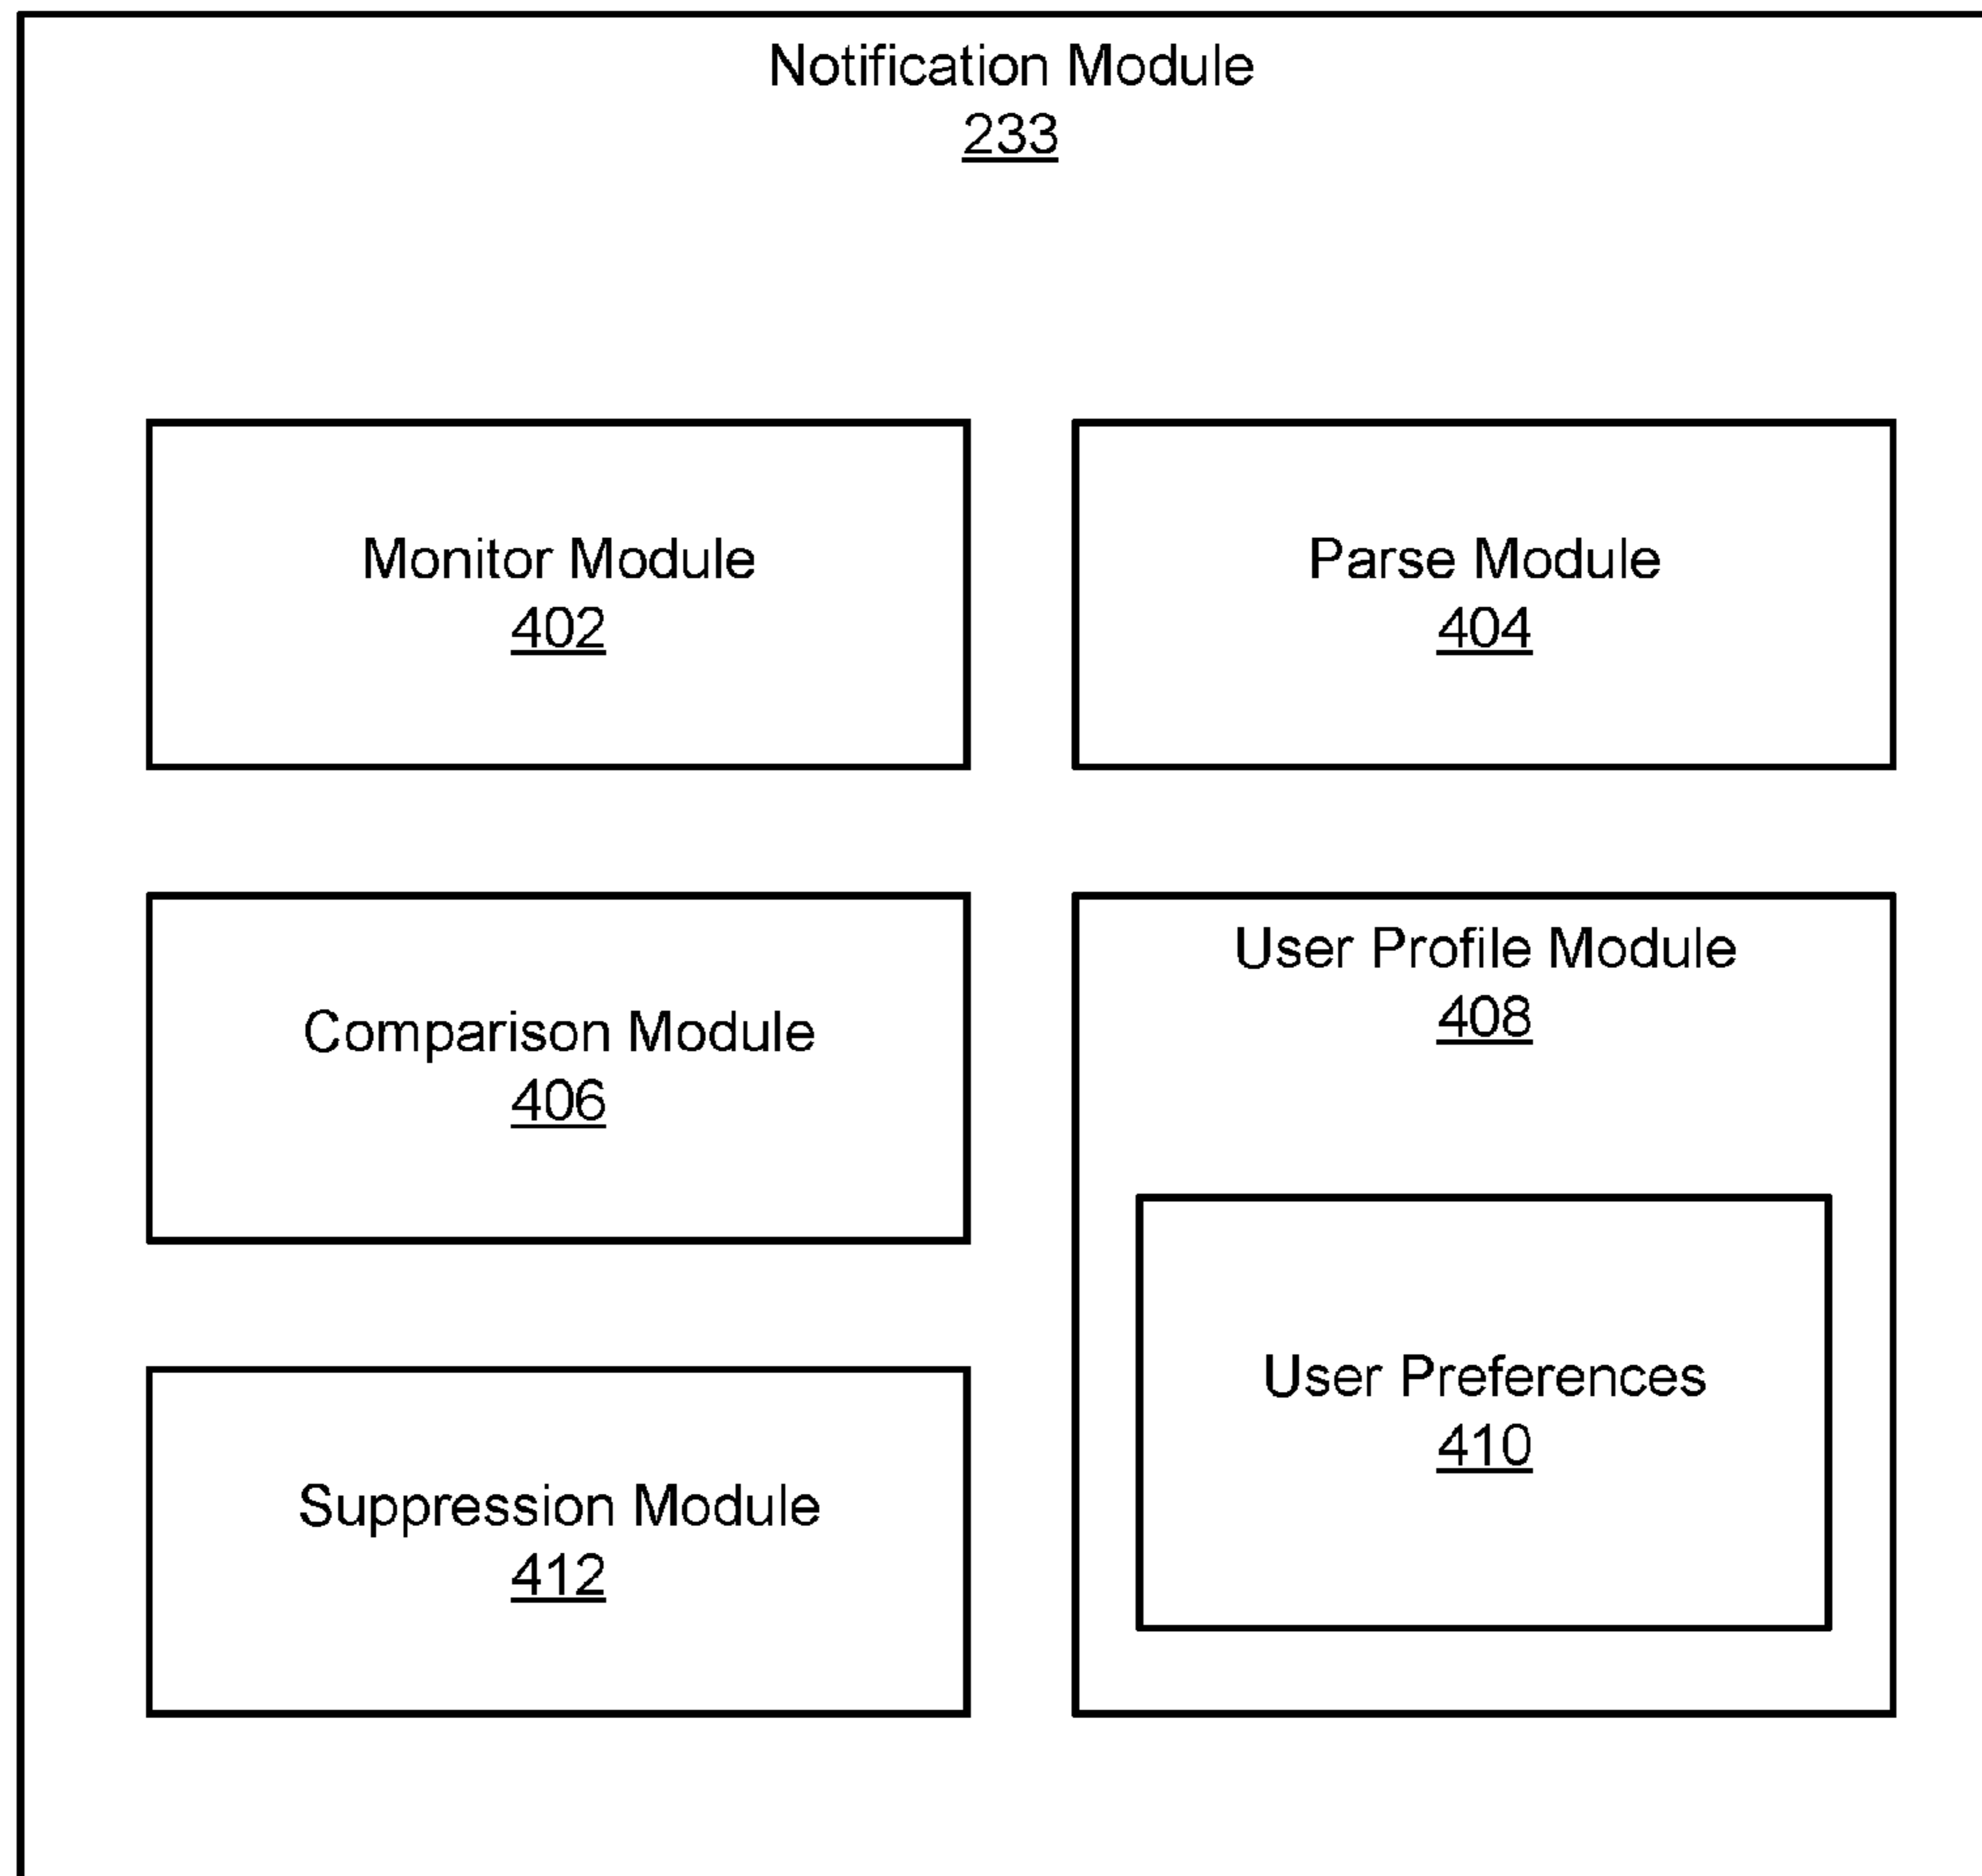 Notification Module
233
Monitor Module
402
Parse Module
404
Comparison Module
406
User Profile Module
408
User Preferences
410
Suppression Module
412